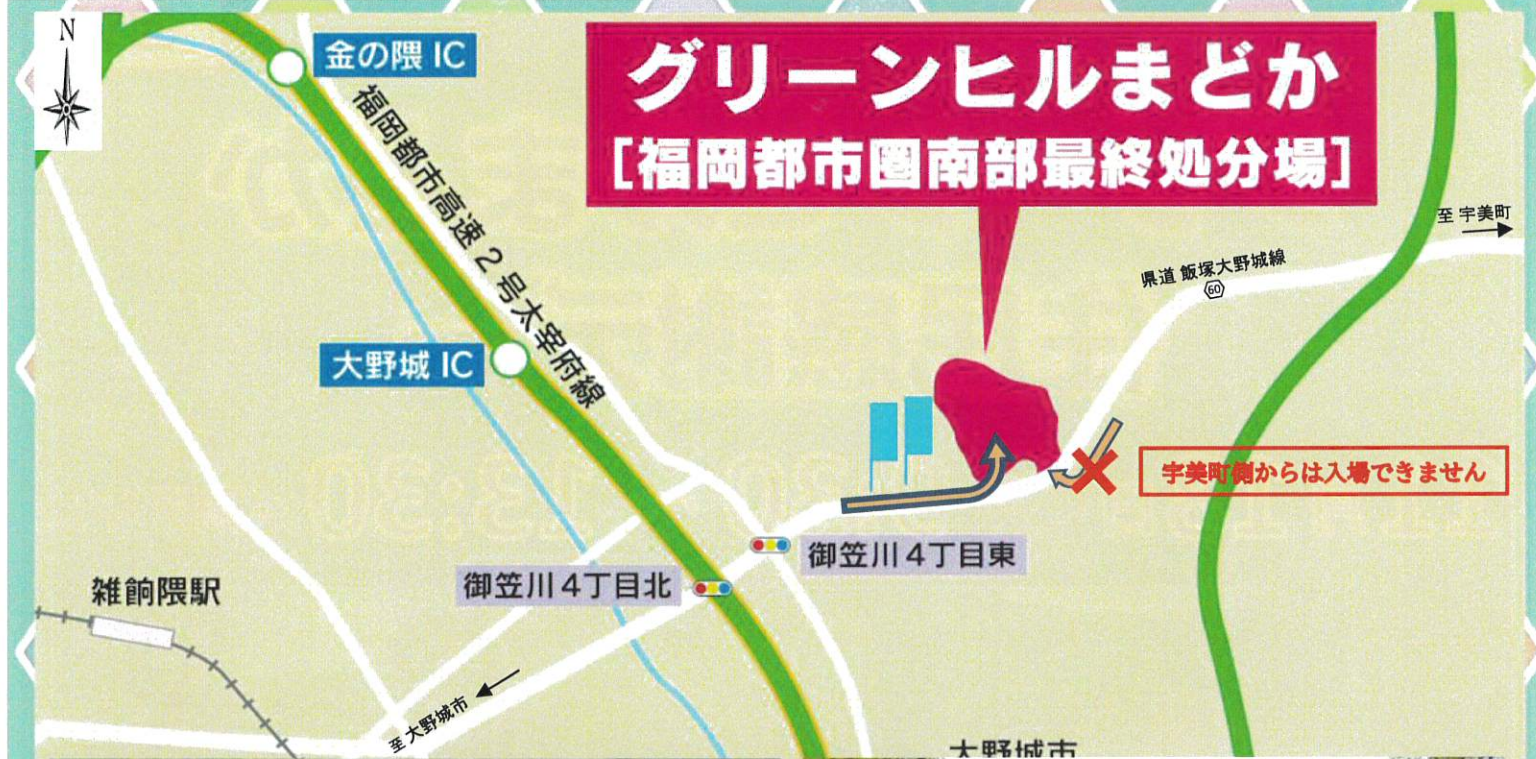 N
金の隈 IC
福岡都市高速2号太宰府線
グリーンヒルまどか
[福岡都市圏南部最終処分場]
至 宇美町
県道 飯塚大野城線
60
大野城 IC
宇美町側からは入場できません
御笠川4丁目東
御笠川4丁目北
雑餉隈駅
至 大野城市
大野城市